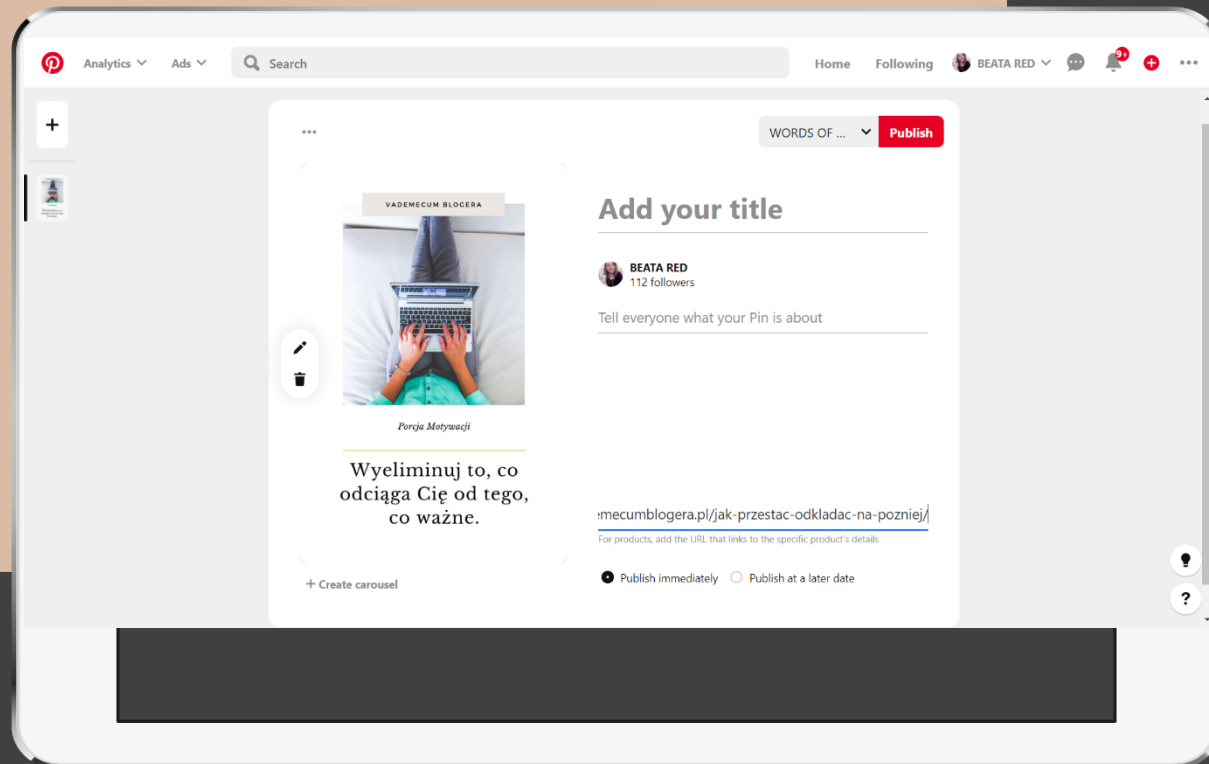 Analytics
Ads
Search
Home
Following
BEATA RED
9+
WORDS OF ...
Publish
VADEMECUM BLOGERA
Porcja Motywacji
Wyeliminuj to, co
odciąga Cię od tego,
co ważne.
+ Create carousel
Add your title
BEATA RED
112 followers
Tell everyone what your Pin is about
emecumblogera.pl/jak-przestac-odkladac-na-pozniej/
For products, add the URL that links to the specific product's details
Publish immediately
Publish at a later date
?